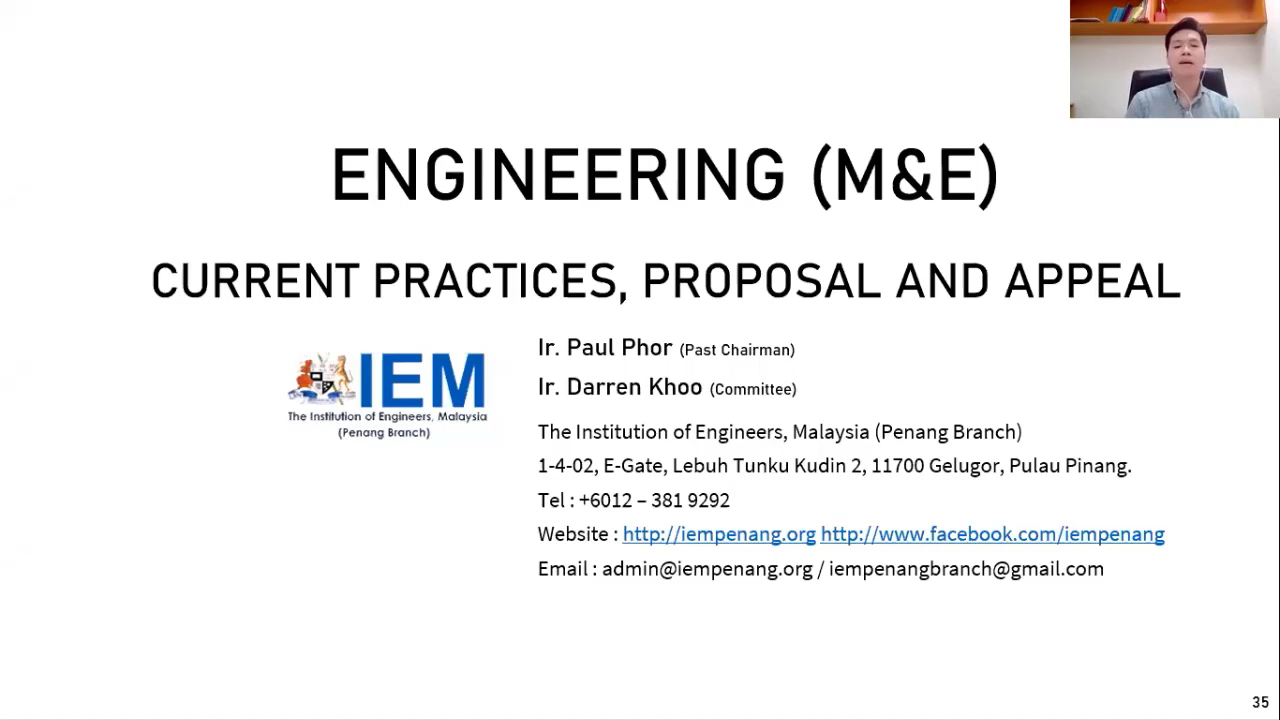 ENGINEERING (M&E)
CURRENT PRACTICES, PROPOSAL AND APPEAL
IEM
The Institution of Engineers, Malaysia
(Penang Branch)
Ir. Paul Phor (Past Chairman)
Ir. Darren Khoo (Committee)
The Institution of Engineers, Malaysia (Penang Branch)
1-4-02, E-Gate, Lebuh Tunku Kudin 2, 11700 Gelugor, Pulau Pinang.
Tel : +6012 – 381 9292
Website : http://iempenang.org http://www.facebook.com/iempenang
Email : admin@iempenang.org / iempenangbranch@gmail.com
35